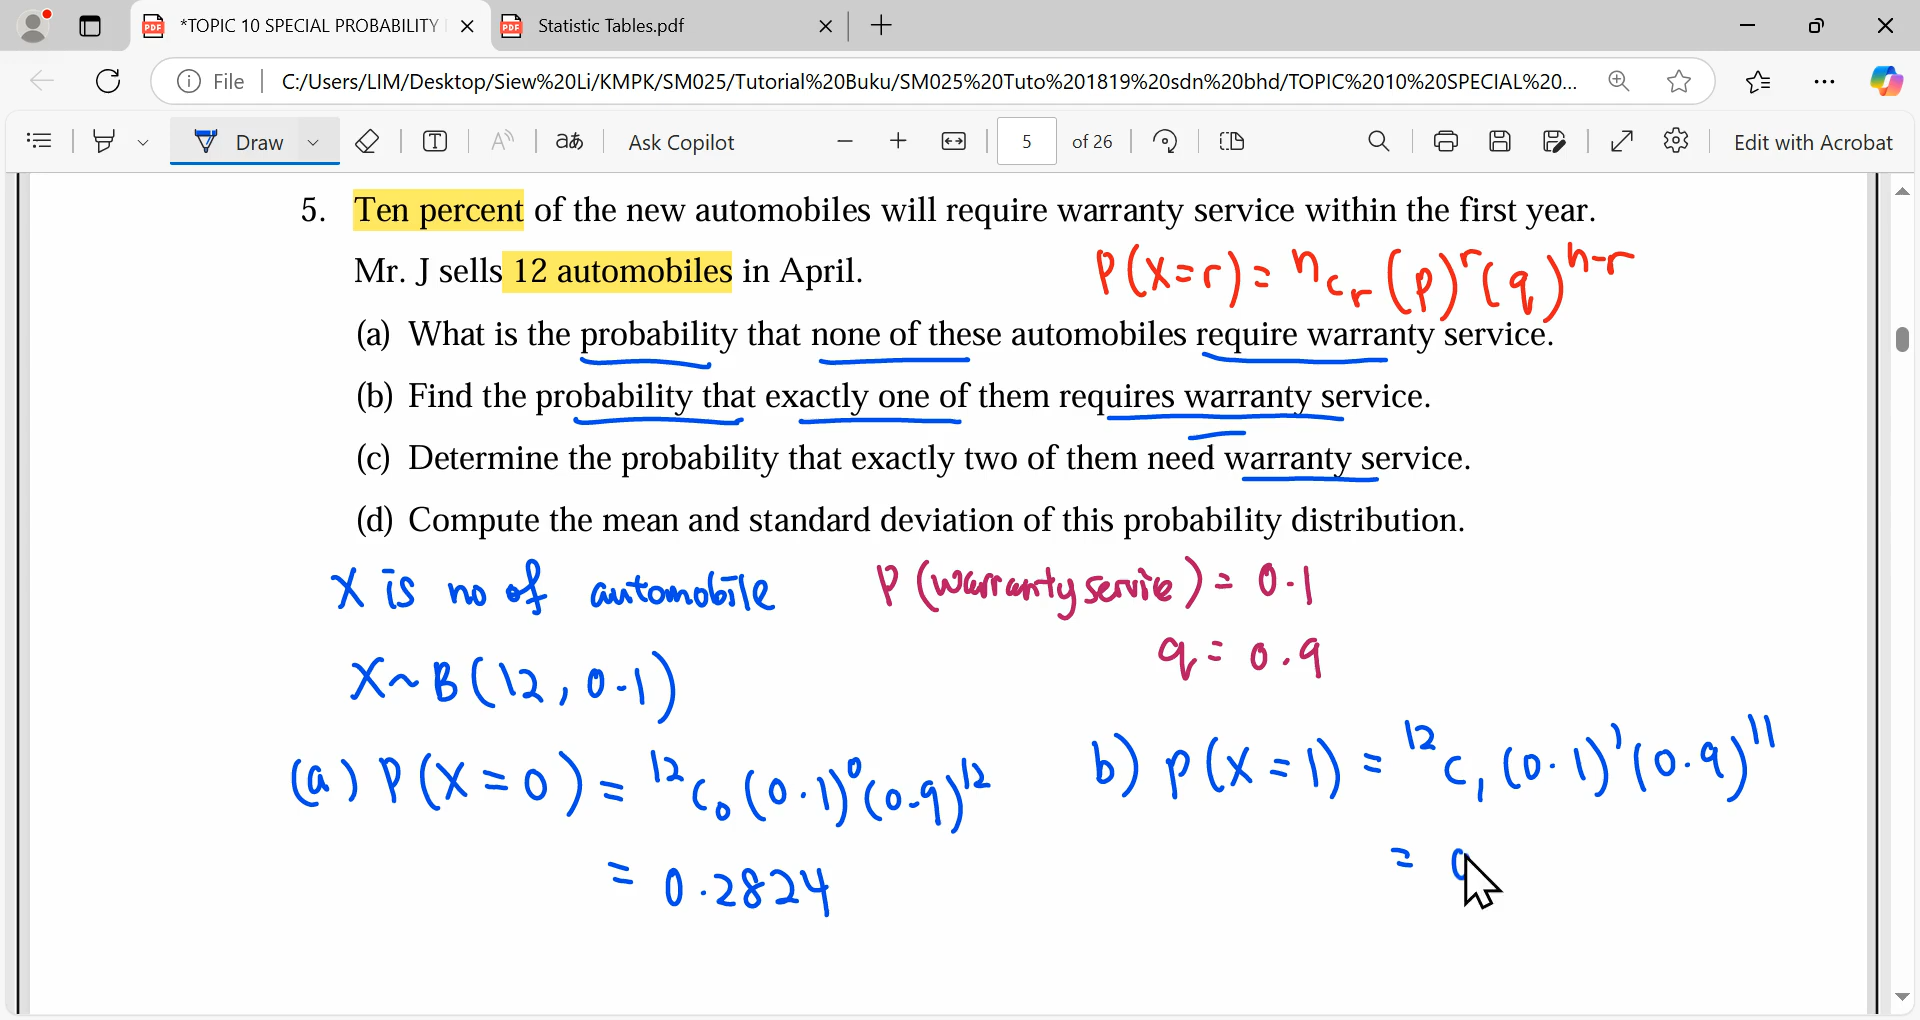 *TOPIC 10 SPECIAL PROBABILITY
Statistic Tables.pdf
File
C:/Users/LIM/Desktop/Siew%20Li/KMPK/SM025/Tutorial%20Buku/SM025%20Tuto%201819%20sdn%20bhd/TOPIC%2010%20SPECIAL%20...
Draw
aあ
Ask Copilot
5
of 26
Edit with Acrobat
5. Ten percent of the new automobiles will require warranty service within the first year.
Mr. J sells 12 automobiles in April.
P(X=r) = ⁿCᵣ (p)ʳ (q)ⁿ⁻ʳ
(a) What is the probability that none of these automobiles require warranty service.
(b) Find the probability that exactly one of them requires warranty service.
(c) Determine the probability that exactly two of them need warranty service.
(d) Compute the mean and standard deviation of this probability distribution.
X is no of automobile
P (warranty service) = 0.1
q = 0.9
X~B(12, 0.1)
(a) P(X=0) = ¹²C₀ (0.1)⁰ (0.9)¹²
= 0.2824
b) P(X=1) = ¹²C₁ (0.1)¹ (0.9)¹¹
= 0